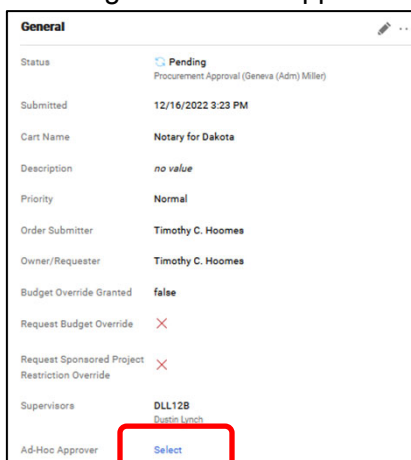 General
Status
Pending
Procurement Approval (Geneva (Adm) Miller)
Submitted
12/16/2022 3:23 PM
Cart Name
Notary for Dakota
Description
no value
Priority
Normal
Order Submitter
Timothy C. Hoomes
Owner/Requester
Timothy C. Hoomes
Budget Override Granted
false
Request Budget Override
Request Sponsored Project
Restriction Override
Supervisors
DLL12B
Dustin Lynch
Ad-Hoc Approver
Select